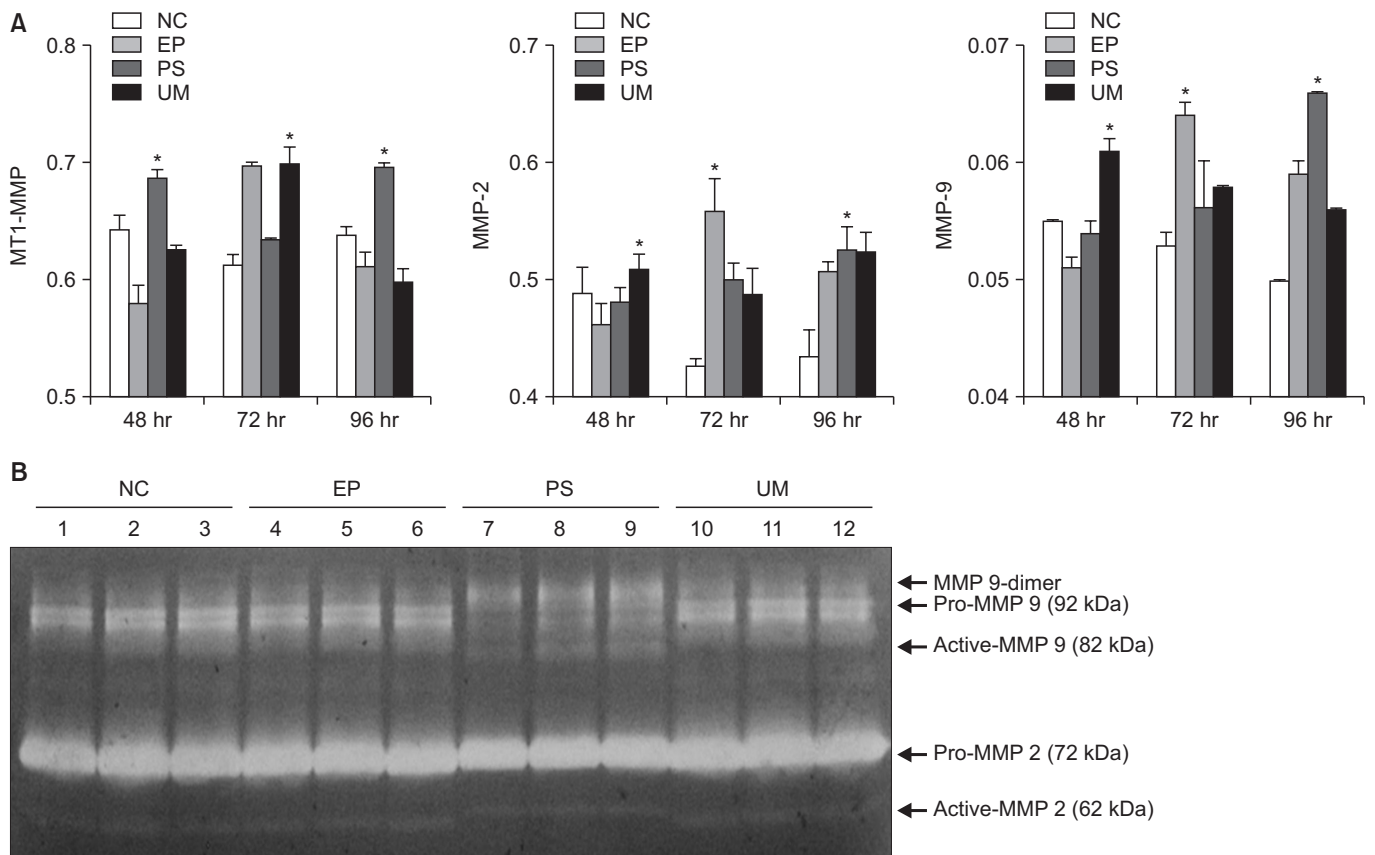 A
NC
EP
PS
UM
0.8
0.7
0.6
0.5
MT1-MMP
* * *
48 hr 72 hr 96 hr
NC
EP
PS
UM
0.7
0.6
0.5
0.4
MMP-2
* * *
48 hr 72 hr 96 hr
NC
EP
PS
UM
0.07
0.06
0.05
0.04
MMP-9
* * *
48 hr 72 hr 96 hr
B
NC EP PS UM
1 2 3 4 5 6 7 8 9 10 11 12
MMP 9-dimer
Pro-MMP 9 (92 kDa)
Active-MMP 9 (82 kDa)
Pro-MMP 2 (72 kDa)
Active-MMP 2 (62 kDa)